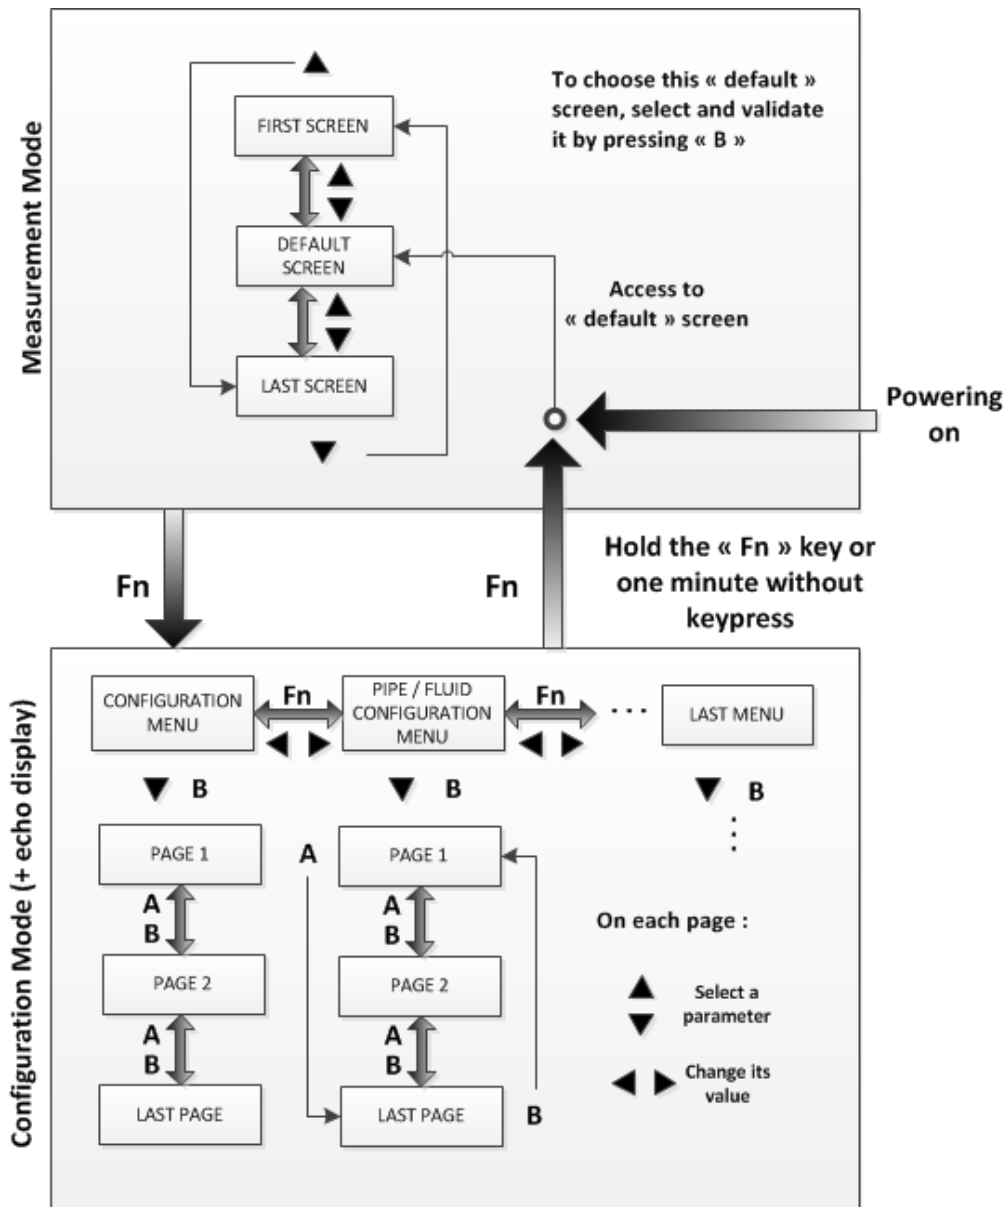 Measurement Mode
To choose this « default »
screen, select and validate
it by pressing « B »
FIRST SCREEN
DEFAULT
SCREEN
LAST SCREEN
Access to
« default » screen
Powering
on
Fn
Fn
Hold the « Fn » key or
one minute without
keypress
Configuration Mode (+ echo display)
CONFIGURATION
MENU
Fn
PIPE / FLUID
CONFIGURATION
MENU
Fn
...
LAST MENU
B
B
B
PAGE 1
A
B
PAGE 2
A
B
LAST PAGE
A
PAGE 1
A
B
PAGE 2
A
B
LAST PAGE
B
On each page :
Select a
parameter
Change its
value